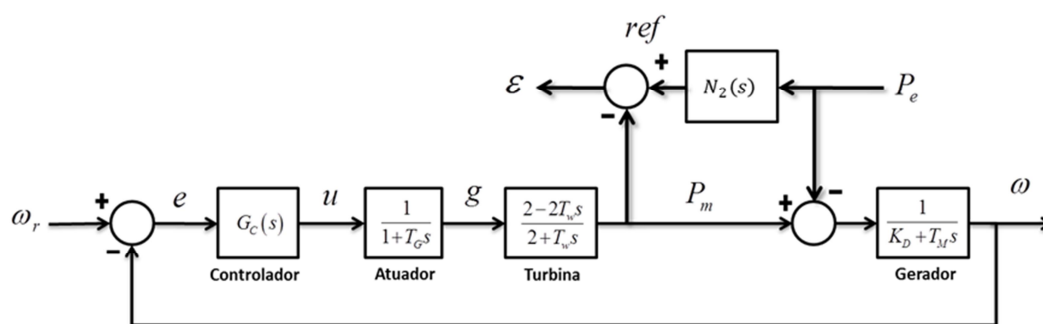 ref
+
ε
N₂(s)
Pₑ
-
ωᵣ
+
e
G_C(s)
u
1/(1+T_G s)
g
(2-2T_w s)/(2+T_w s)
P_m
+
-
1/(K_D+T_M s)
ω
-
Controlador
Atuador
Turbina
Gerador